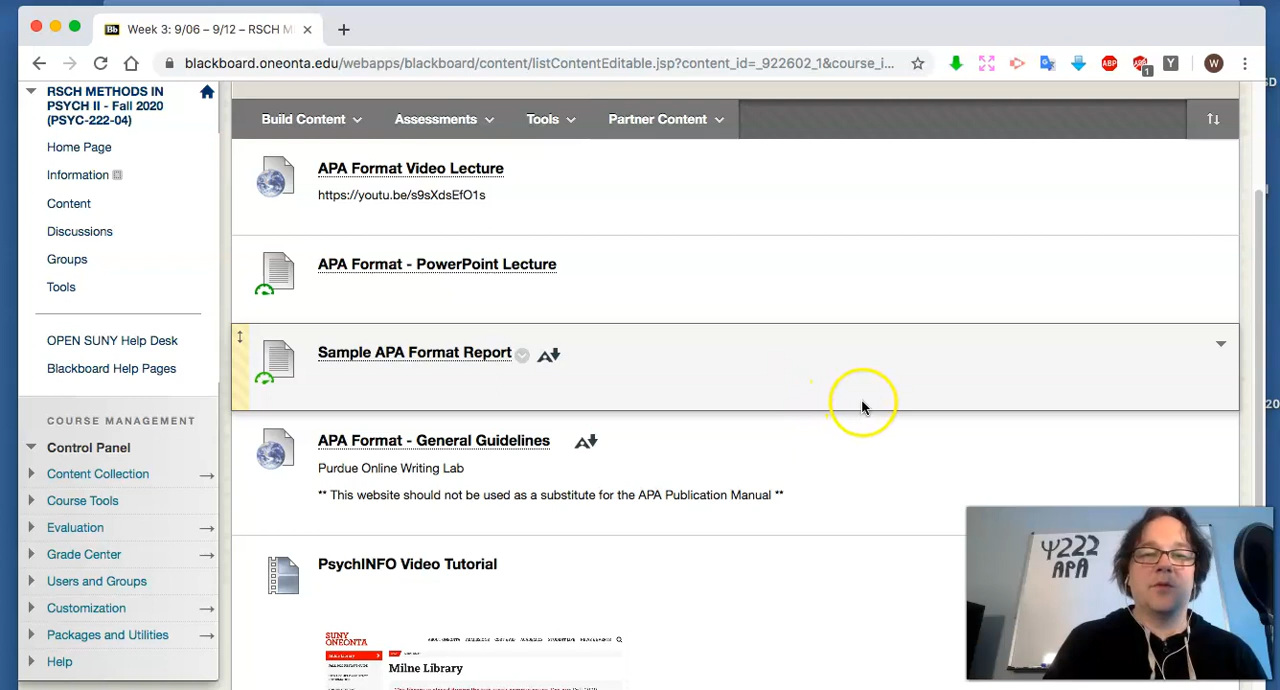 Bb Week 3: 9/06 – 9/12 – RSCH M
blackboard.oneonta.edu/webapps/blackboard/content/listContentEditable.jsp?content_id=_922602_1&course_i...
ABP
1
Y
W
RSCH METHODS IN
PSYCH II - Fall 2020
(PSYC-222-04)
Home Page
Information
Content
Discussions
Groups
Tools
OPEN SUNY Help Desk
Blackboard Help Pages
COURSE MANAGEMENT
Control Panel
Content Collection
Course Tools
Evaluation
Grade Center
Users and Groups
Customization
Packages and Utilities
Help
Build Content
Assessments
Tools
Partner Content
APA Format Video Lecture
https://youtu.be/s9sXdsEfO1s
APA Format - PowerPoint Lecture
Sample APA Format Report
APA Format - General Guidelines
Purdue Online Writing Lab
** This website should not be used as a substitute for the APA Publication Manual **
PsychINFO Video Tutorial
SUNY
ONEONTA
Milne Library
Ψ222
APA